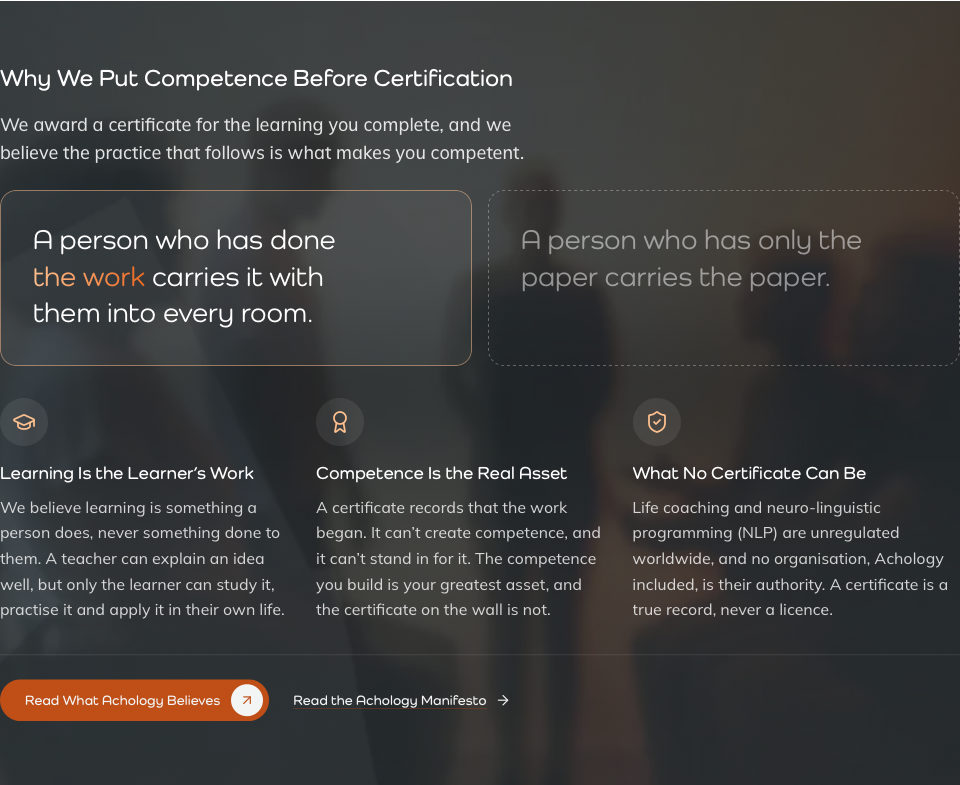 Why We Put Competence Before Certification
We award a certificate for the learning you complete, and we
believe the practice that follows is what makes you competent.
A person who has done
the work carries it with
them into every room.
A person who has only the
paper carries the paper.
Learning Is the Learner's Work
We believe learning is something a
person does, never something done to
them. A teacher can explain an idea
well, but only the learner can study it,
practise it and apply it in their own life.
Competence Is the Real Asset
A certificate records that the work
began. It can't create competence, and
it can't stand in for it. The competence
you build is your greatest asset, and
the certificate on the wall is not.
What No Certificate Can Be
Life coaching and neuro-linguistic
programming (NLP) are unregulated
worldwide, and no organisation, Achology
included, is their authority. A certificate is a
true record, never a licence.
Read What Achology Believes
Read the Achology Manifesto